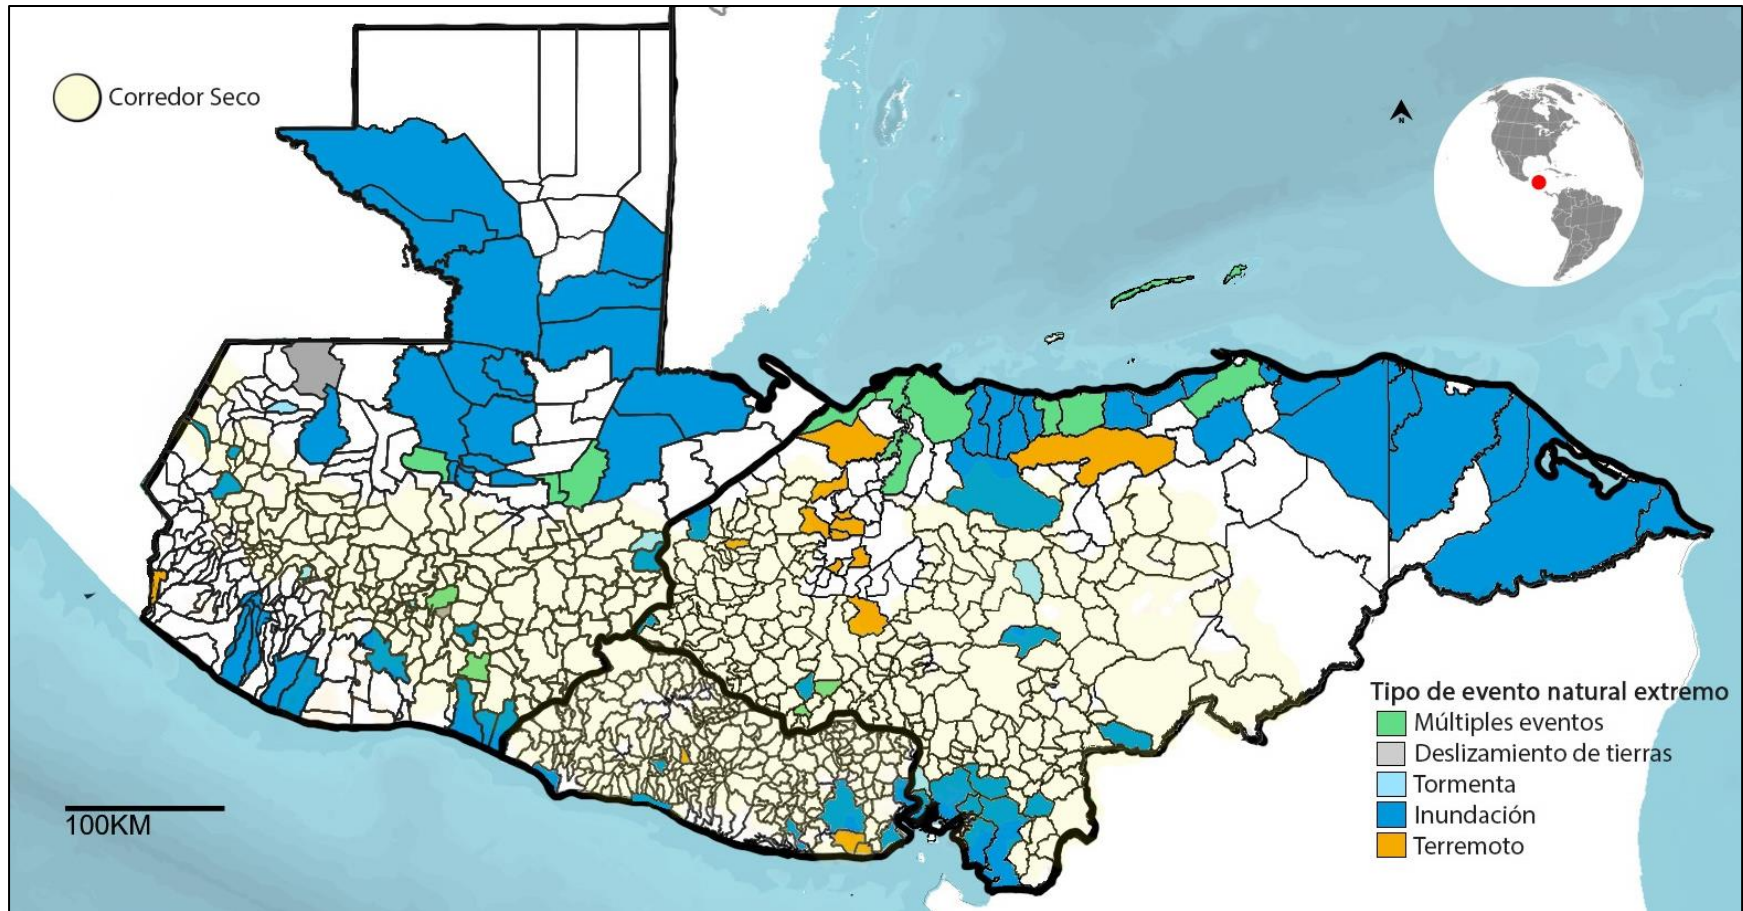 Corredor Seco
N
Tipo de evento natural extremo
Múltiples eventos
Deslizamiento de tierras
Tormenta
Inundación
Terremoto
100KM